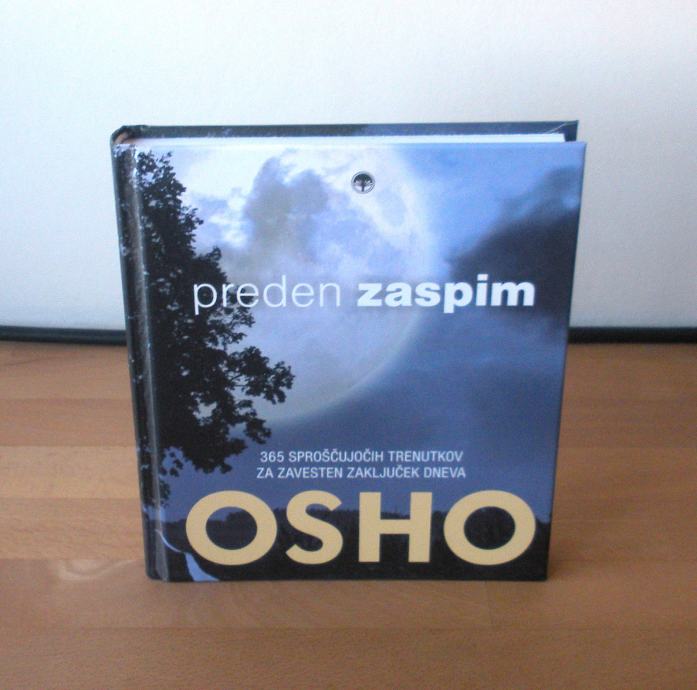 preden zaspim
365 SPROŠČUJOČIH TRENUTKOV
ZA ZAVESTEN ZAKLJUČEK DNEVA
OSHO